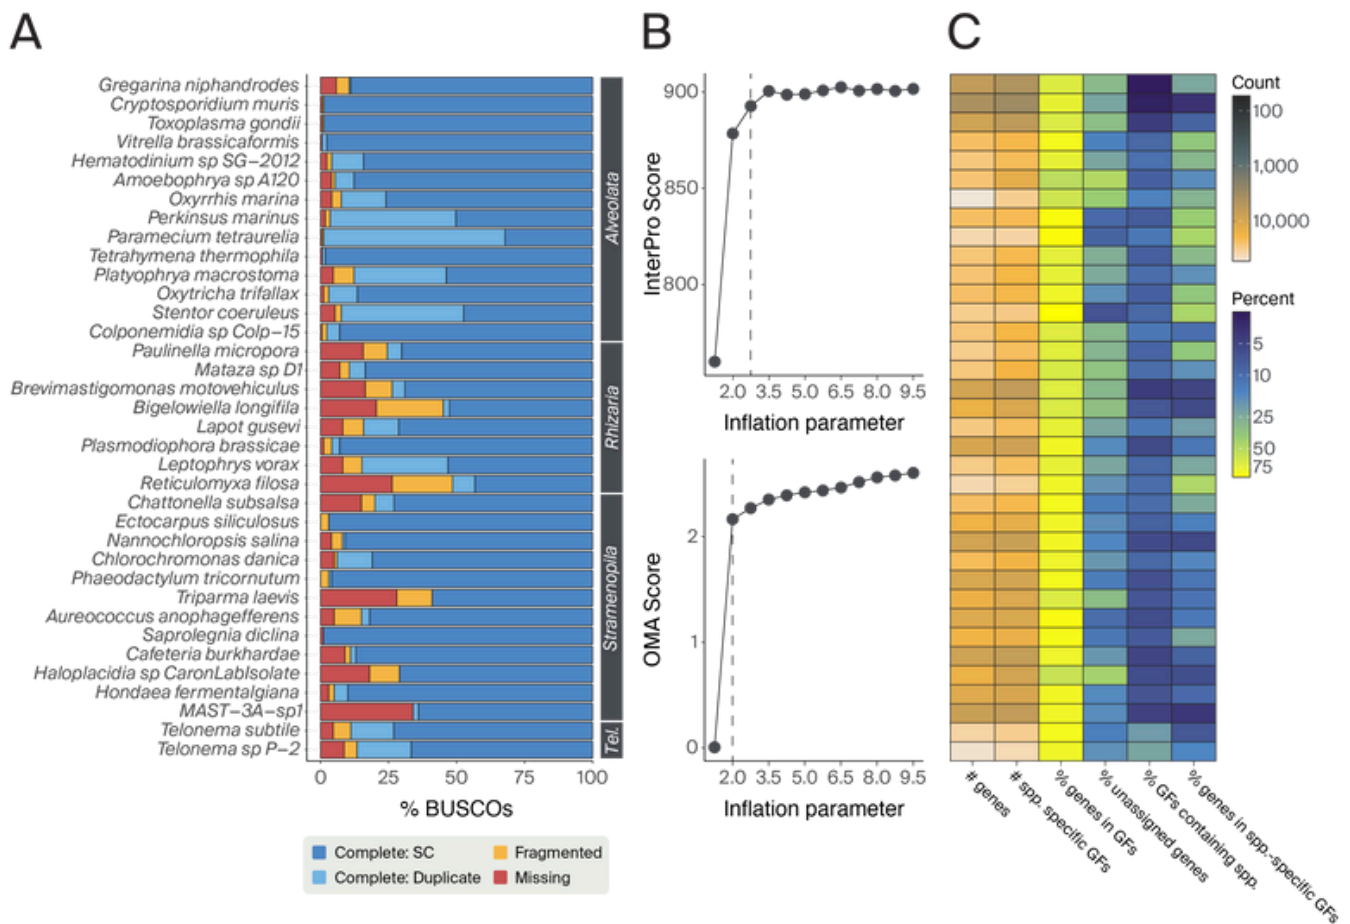 A
B
C
Gregarina niphandrodes
Cryptosporidium muris
Toxoplasma gondii
Vitrella brassicaformis
Hematodinium sp SG−2012
Amoebophrya sp A120
Oxyrrhis marina
Perkinsus marinus
Paramecium tetraurelia
Tetrahymena thermophila
Platyophrya macrostoma
Oxytricha trifallax
Stentor coeruleus
Colponemidia sp Colp−15
Paulinella micropora
Mataza sp D1
Brevimastigomonas motovehiculus
Bigelowiella longifila
Lapot gusevi
Plasmodiophora brassicae
Leptophrys vorax
Reticulomyxa filosa
Chattonella subsalsa
Ectocarpus siliculosus
Nannochloropsis salina
Chlorochromonas danica
Phaeodactylum tricornutum
Triparma laevis
Aureococcus anophagefferens
Saprolegnia diclina
Cafeteria burkhardae
Haloplacidia sp CaronLabIsolate
Hondaea fermentalgiana
MAST−3A−sp1
Telonema subtile
Telonema sp P−2
Alveolata
Rhizaria
Stramenopila
Tel.
0 25 50 75 100
% BUSCOs
Complete: SC
Fragmented
Complete: Duplicate
Missing
InterPro Score
900
850
800
2.0 3.5 5.0 6.5 8.0 9.5
Inflation parameter
OMA Score
2
1
0
2.0 3.5 5.0 6.5 8.0 9.5
Inflation parameter
# genes
# spp. specific GFs
% genes in GFs
% unassigned genes
% GFs containing spp.
% genes in spp.-specific GFs
Count
100
1,000
10,000
Percent
5
10
25
50
75